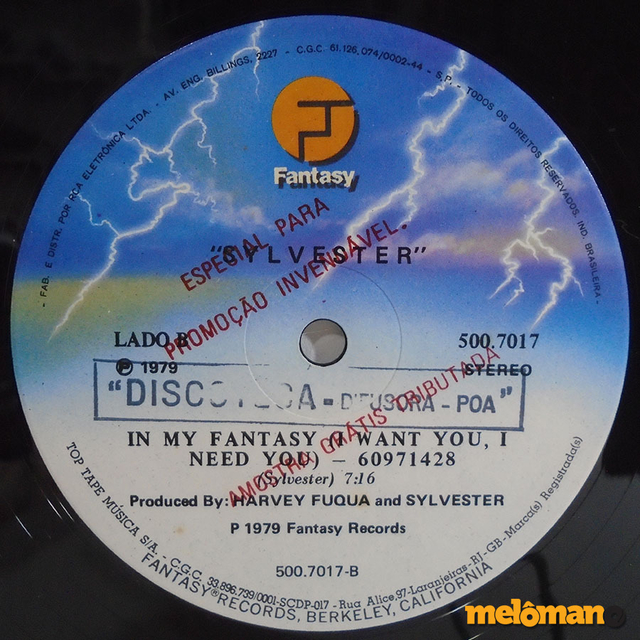 - FAB. E DISTR. POR RCA ELETRÔNICA LTDA. - AV. ENG. BILLINGS, 2227 - C.G.C. 61.126.074/0002-44 - S.P. - TODOS OS DIREITOS RESERVADOS. IND. BRASILEIRA -
Fantasy
ESPECIAL PARA
PROMOÇÃO INVENDÁVEL.
AMOSTRA GRÁTIS TRIBUTADA
"SYLVESTER"
LADO B
500.7017
℗ 1979
STEREO
"DISCOTECA - DIFUSORA - POA"
IN MY FANTASY (I WANT YOU, I
NEED YOU) — 60971428
(Sylvester) 7:16
Produced By: HARVEY FUQUA and SYLVESTER
P 1979 Fantasy Records
500.7017-B
TOP TAPE MÚSICA S/A. - C.G.C. 33.896.739/0001-SCDP-017 - Rua Alice, 97-Laranjeiras-RJ-GB-Marca(s) Registrada(s)
FANTASY® RECORDS, BERKELEY, CALIFORNIA
melôman